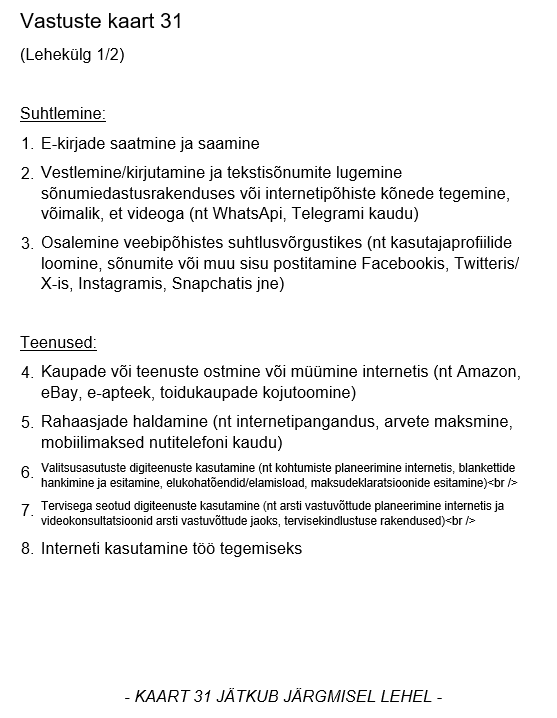 Vastuste kaart 31
(Lehekülg 1/2)
Suhtlemine:
1. E-kirjade saatmine ja saamine
2. Vestlemine/kirjutamine ja tekstisõnumite lugemine
sõnumiedastusrakenduses või internetipõhiste kõnede tegemine,
võimalik, et videoga (nt WhatsApi, Telegrami kaudu)
3. Osalemine veebipõhistes suhtlusvõrgustikes (nt kasutajaprofiilide
loomine, sõnumite või muu sisu postitamine Facebookis, Twitteris/
X-is, Instagramis, Snapchatis jne)
Teenused:
4. Kaupade või teenuste ostmine või müümine internetis (nt Amazon,
eBay, e-apteek, toidukaupade kojutoomine)
5. Rahaasjade haldamine (nt internetipangandus, arvete maksmine,
mobiilimaksed nutitelefoni kaudu)
6. Valitsusasutuste digiteenuste kasutamine (nt kohtumiste planeerimine internetis, blankettide
hankimine ja esitamine, elukohatõendid/elamisload, maksudeklaratsioonide esitamine)<br />
7. Tervisega seotud digiteenuste kasutamine (nt arsti vastuvõttude planeerimine internetis ja
videokonsultatsioonid arsti vastuvõttude jaoks, tervisekindlustuse rakendused)<br />
8. Interneti kasutamine töö tegemiseks
- KAART 31 JÄTKUB JÄRGMISEL LEHEL -